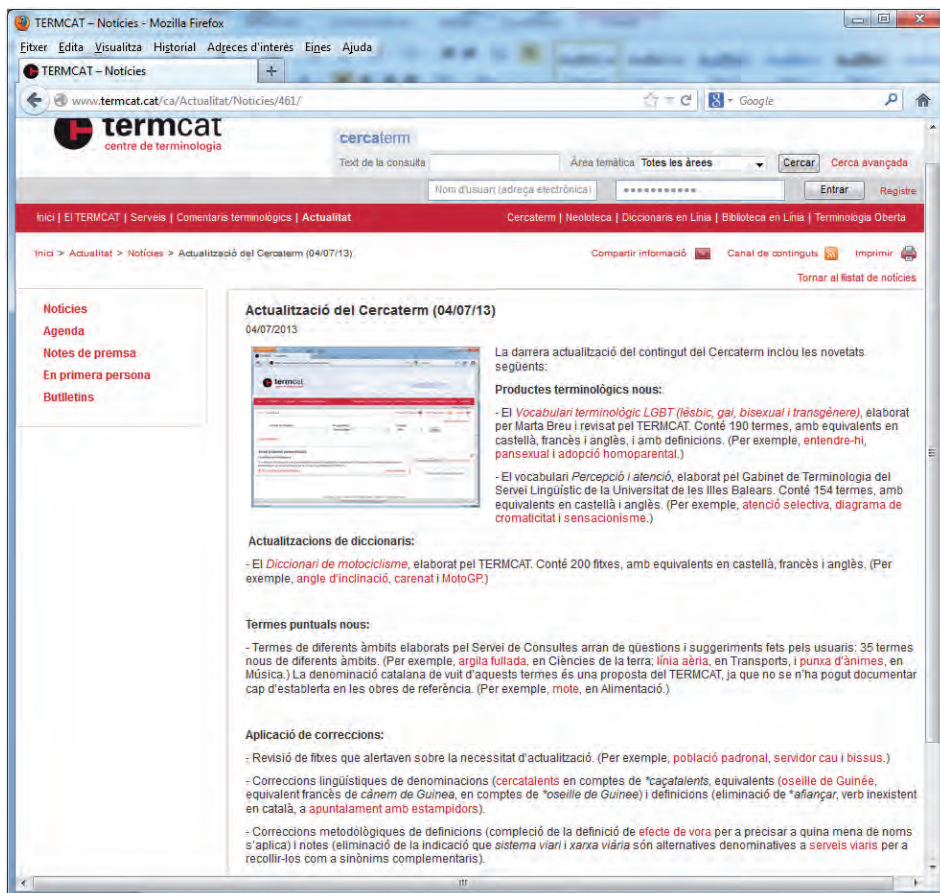 TERMCAT – Notícies - Mozilla Firefox
Fitxer Edita Visualitza Historial Adreces d'interès Eines Ajuda
TERMCAT – Notícies +
www.termcat.cat/ca/Actualitat/Noticies/461/ Google
termcat
centre de terminologia
cercaterm
Text de la consulta Àrea temàtica Totes les àrees Cercar Cerca avançada
Nom d'usuari (adreça electrònica) Entrar Registre
Inici | El TERMCAT | Serveis | Comentaris terminològics | Actualitat Cercaterm | Neoloteca | Diccionaris en Línia | Biblioteca en Línia | Terminologia Oberta
Inici > Actualitat > Notícies > Actualització del Cercaterm (04/07/13) Compartir informació Canal de continguts Imprimir
Tornar al llistat de notícies
Notícies
Agenda
Notes de premsa
En primera persona
Butlletins
Actualització del Cercaterm (04/07/13)
04/07/2013
termcat
La darrera actualització del contingut del Cercaterm inclou les novetats
següents:
Productes terminològics nous:
- El Vocabulari terminològic LGBT (lèsbic, gai, bisexual i transgènere), elaborat
per Marta Breu i revisat pel TERMCAT. Conté 190 termes, amb equivalents en
castellà, francès i anglès, i amb definicions. (Per exemple, entendre-hi,
pansexual i adopció homoparental.)
- El vocabulari Percepció i atenció, elaborat pel Gabinet de Terminologia del
Servei Lingüístic de la Universitat de les Illes Balears. Conté 154 termes, amb
equivalents en castellà i anglès. (Per exemple, atenció selectiva, diagrama de
cromaticitat i sensacionisme.)
Actualitzacions de diccionaris:
- El Diccionari de motociclisme, elaborat pel TERMCAT. Conté 200 fitxes, amb equivalents en castellà, francès i anglès. (Per
exemple, angle d'inclinació, carenat i MotoGP.)
Termes puntuals nous:
- Termes de diferents àmbits elaborats pel Servei de Consultes arran de qüestions i suggeriments fets pels usuaris: 35 termes
nous de diferents àmbits. (Per exemple, argila fullada, en Ciències de la terra; línia aèria, en Transports, i punxa d'ànimes, en
Música.) La denominació catalana de vuit d'aquests termes és una proposta del TERMCAT, ja que no se n'ha pogut documentar
cap d'establerta en les obres de referència. (Per exemple, mote, en Alimentació.)
Aplicació de correccions:
- Revisió de fitxes que alertaven sobre la necessitat d'actualització. (Per exemple, població padronal, servidor cau i bissus.)
- Correccions lingüístiques de denominacions (cercatalents en comptes de *caçatalents, equivalents (oseille de Guinée,
equivalent francès de cànem de Guinea, en comptes de *oseille de Guinee) i definicions (eliminació de *afiançar, verb inexistent
en català, a apuntalament amb estampidors).
- Correccions metodològiques de definicions (compleció de la definició de efecte de vora per a precisar a quina mena de noms
s'aplica) i notes (eliminació de la indicació que sistema viari i xarxa viària són alternatives denominatives a serveis viaris per a
recollir-los com a sinònims complementaris).